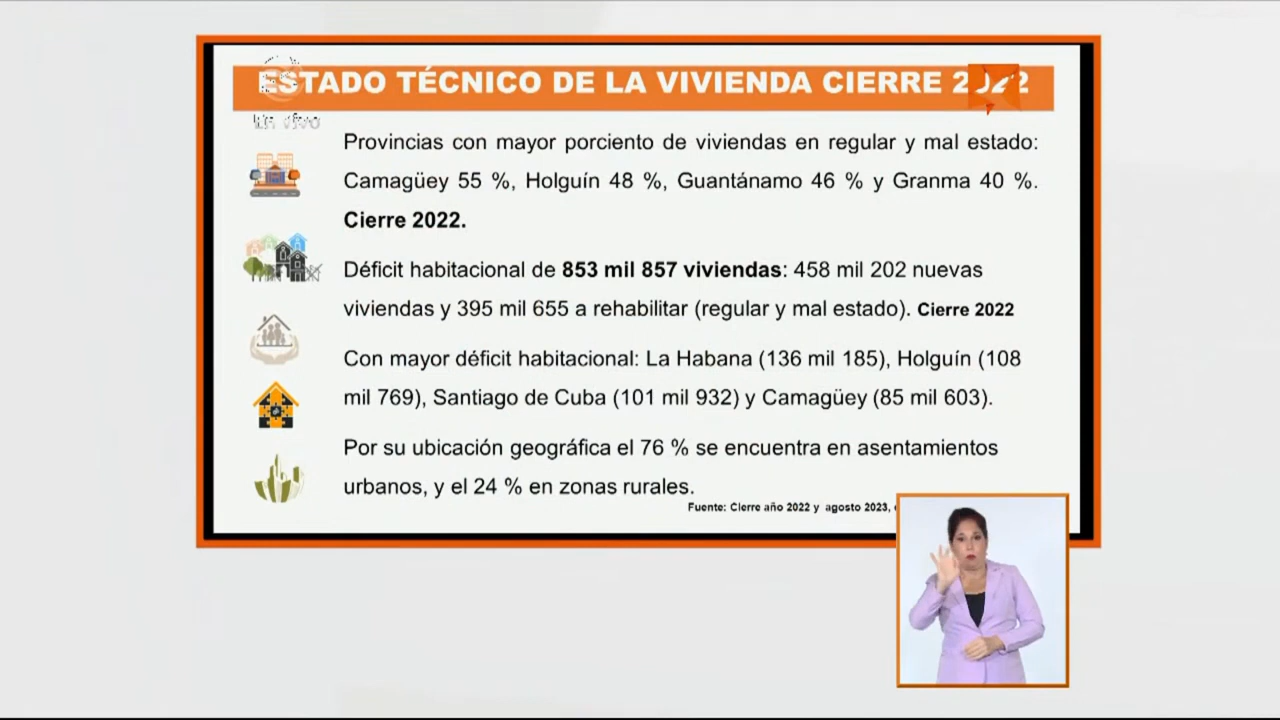 ESTADO TÉCNICO DE LA VIVIENDA CIERRE 2022
Provincias con mayor porciento de viviendas en regular y mal estado:
Camagüey 55 %, Holguín 48 %, Guantánamo 46 % y Granma 40 %.
Cierre 2022.
Déficit habitacional de 853 mil 857 viviendas: 458 mil 202 nuevas
viviendas y 395 mil 655 a rehabilitar (regular y mal estado). Cierre 2022
Con mayor déficit habitacional: La Habana (136 mil 185), Holguín (108
mil 769), Santiago de Cuba (101 mil 932) y Camagüey (85 mil 603).
Por su ubicación geográfica el 76 % se encuentra en asentamientos
urbanos, y el 24 % en zonas rurales.
Fuente: Cierre año 2022 y agosto 2023,